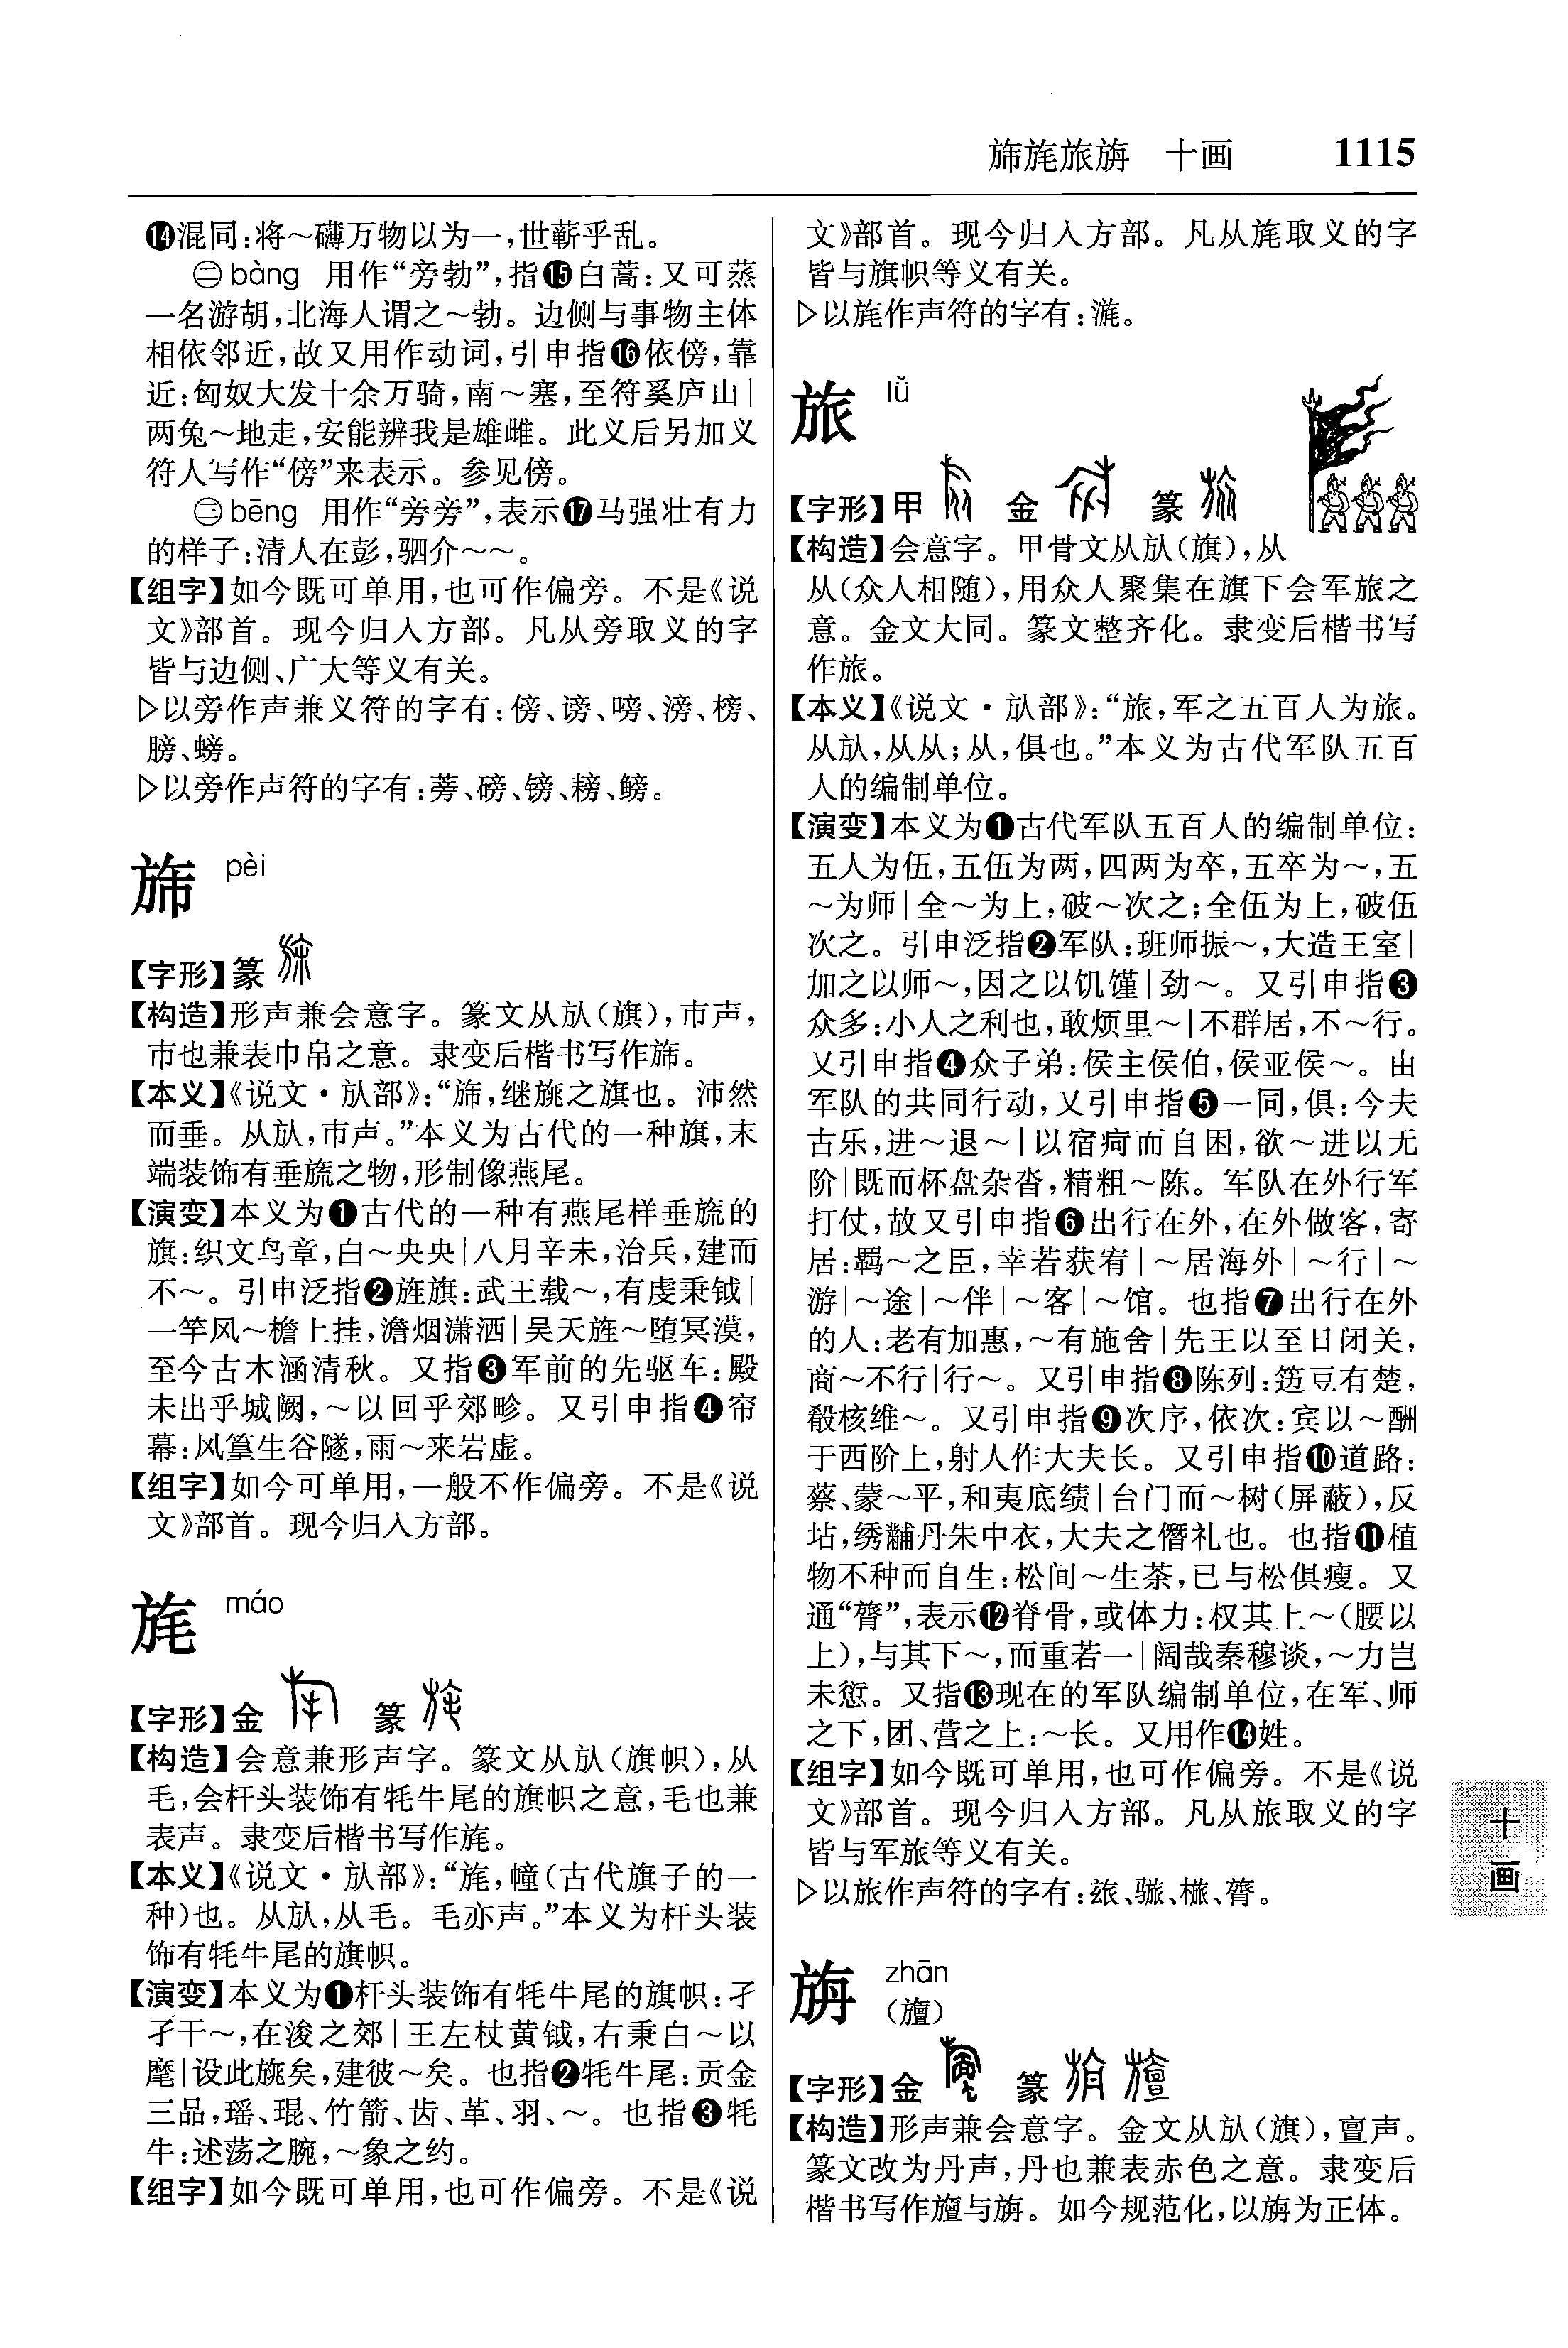 旆旄旅旃　十画　1115
⓮混同:将～礴万物以为一,世蕲乎乱。
㊁bàng 用作“旁勃”,指⓯白蒿:又可蒸
一名游胡,北海人谓之～勃。边侧与事物主体
相依邻近,故又用作动词,引申指⓰依傍,靠
近:匈奴大发十余万骑,南～塞,至符奚庐山|
两兔～地走,安能辨我是雄雌。此义后另加义
符人写作“傍”来表示。参见傍。
㊂bēng 用作“旁旁”,表示⓱马强壮有力
的样子:清人在彭,驷介～～。
【组字】如今既可单用,也可作偏旁。不是《说
文》部首。现今归入方部。凡从旁取义的字
皆与边侧、广大等义有关。
▷以旁作声兼义符的字有:傍、谤、嗙、滂、榜、
膀、螃。
▷以旁作声符的字有:蒡、磅、镑、耪、鳑。
旆 pèi
【字形】篆
【构造】形声兼会意字。篆文从㫃(旗),巿声,
巿也兼表巾帛之意。隶变后楷书写作旆。
【本义】《说文·㫃部》:“旆,继旐之旗也。沛然
而垂。从㫃,巿声。”本义为古代的一种旗,末
端装饰有垂旒之物,形制像燕尾。
【演变】本义为❶古代的一种有燕尾样垂旒的
旗:织文鸟章,白～央央|八月辛未,治兵,建而
不～。引申泛指❷旌旗:武王载～,有虔秉钺|
一竿风～檐上挂,澹烟潇洒|吴天旌～堕冥漠,
至今古木涵清秋。又指❸军前的先驱车:殿
未出乎城阙,～以回乎郊畛。又引申指❹帘
幕:风篁生谷隧,雨～来岩虚。
【组字】如今可单用,一般不作偏旁。不是《说
文》部首。现今归入方部。
旄 máo
【字形】金 篆
【构造】会意兼形声字。篆文从㫃(旗帜),从
毛,会杆头装饰有牦牛尾的旗帜之意,毛也兼
表声。隶变后楷书写作旄。
【本义】《说文·㫃部》:“旄,幢(古代旗子的一
种)也。从㫃,从毛。毛亦声。”本义为杆头装
饰有牦牛尾的旗帜。
【演变】本义为❶杆头装饰有牦牛尾的旗帜:孑
孑干～,在浚之郊|王左杖黄钺,右秉白～以
麾|设此旐矣,建彼～矣。也指❷牦牛尾:贡金
三品,瑶、琨、竹箭、齿、革、羽、～。也指❸牦
牛:述荡之腕,～象之约。
【组字】如今既可单用,也可作偏旁。不是《说
文》部首。现今归入方部。凡从旄取义的字
皆与旗帜等义有关。
▷以旄作声符的字有:㲠。
旅 lǚ
【字形】甲 金 篆
【构造】会意字。甲骨文从㫃(旗),从
从(众人相随),用众人聚集在旗下会军旅之
意。金文大同。篆文整齐化。隶变后楷书写
作旅。
【本义】《说文·㫃部》:“旅,军之五百人为旅。
从㫃,从从;从,俱也。”本义为古代军队五百
人的编制单位。
【演变】本义为❶古代军队五百人的编制单位:
五人为伍,五伍为两,四两为卒,五卒为～,五
～为师|全～为上,破～次之;全伍为上,破伍
次之。引申泛指❷军队:班师振～,大造王室|
加之以师～,因之以饥馑|劲～。又引申指❸
众多:小人之利也,敢烦里～|不群居,不～行。
又引申指❹众子弟:侯主侯伯,侯亚侯～。由
军队的共同行动,又引申指❺一同,俱:今夫
古乐,进～退～|以宿疴而自困,欲～进以无
阶|既而杯盘杂沓,精粗～陈。军队在外行军
打仗,故又引申指❻出行在外,在外做客,寄
居:羁～之臣,幸若获宥|～居海外|～行|～
游|～途|～伴|～客|～馆。也指❼出行在外
的人:老有加惠,～有施舍|先王以至日闭关,
商～不行|行～。又引申指❽陈列:笾豆有楚,
殽核维～。又引申指❾次序,依次:宾以～酬
于西阶上,射人作大夫长。又引申指❿道路:
蔡、蒙～平,和夷底绩|台门而～树(屏蔽),反
坫,绣黼丹朱中衣,大夫之僭礼也。也指⓫植
物不种而自生:松间～生茶,已与松俱瘦。又
通“膂”,表示⓬脊骨,或体力:权其上～(腰以
上),与其下～,而重若一|阔哉秦穆谈,～力岂
未愆。又指⓭现在的军队编制单位,在军、师
之下,团、营之上:～长。又用作⓮姓。
【组字】如今既可单用,也可作偏旁。不是《说
文》部首。现今归入方部。凡从旅取义的字
皆与军旅等义有关。
▷以旅作声符的字有:膂。
旃 zhān
(旜)
【字形】金 篆
【构造】形声兼会意字。金文从㫃(旗),亶声。
篆文改为丹声,丹也兼表赤色之意。隶变后
楷书写作旜与旃。如今规范化,以旃为正体。
十画